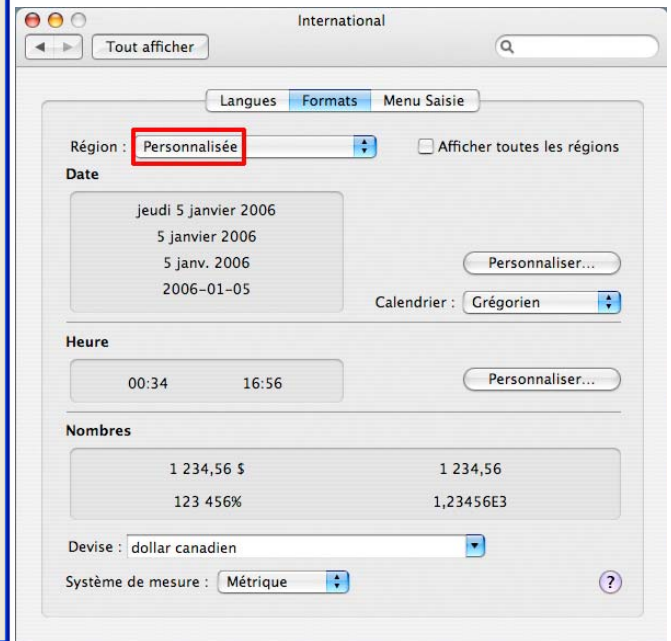 International
Tout afficher
Langues Formats Menu Saisie
Région : Personnalisée Afficher toutes les régions
Date
jeudi 5 janvier 2006
5 janvier 2006
5 janv. 2006
2006-01-05
Personnaliser...
Calendrier : Grégorien
Heure
00:34 16:56 Personnaliser...
Nombres
1 234,56 $ 1 234,56
123 456% 1,23456E3
Devise : dollar canadien
Système de mesure : Métrique ?